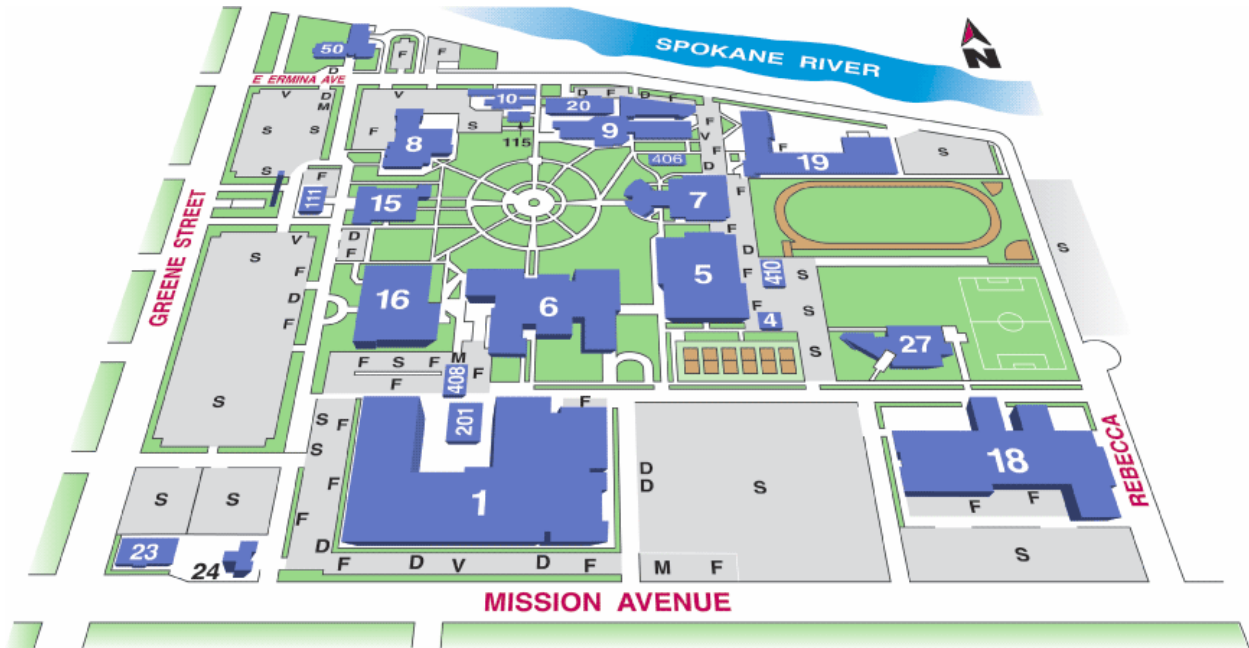 SPOKANE RIVER
N
50
F
F
D
E ERMINA AVE
V
D
M
V
10
D
F
D
F
20
S
S
F
8
S
115
9
F
V
F
D
F
19
S
406
S
F
111
15
7
F
GREENE STREET
V
D
F
F
D
S
S
F
D
F
16
6
5
F
410
S
F
4
S
S
27
F
S
F
M
F
F
408
S
201
F
S
F
S
F
F
D
1
D
D
S
18
F
F
REBECCA
S
S
23
24
F
D
V
D
F
M
F
S
MISSION AVENUE